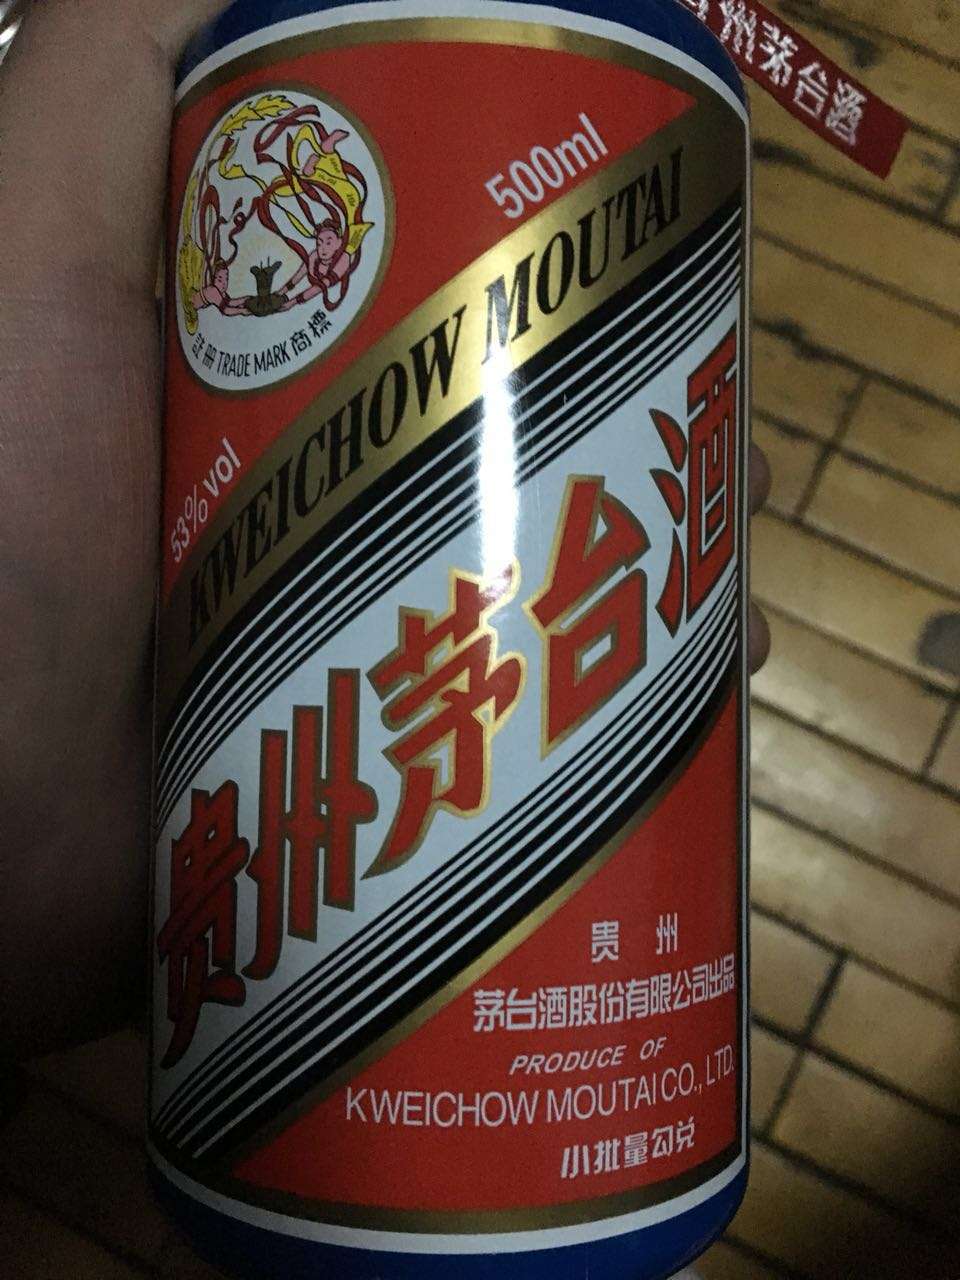 州茅台酒
註册 TRADE MARK 商標
500ml
53%vol
KWEICHOW MOUTAI
贵州茅台酒
贵 州
茅台酒股份有限公司出品
PRODUCE OF
KWEICHOW MOUTAI CO., LTD.
小批量勾兑